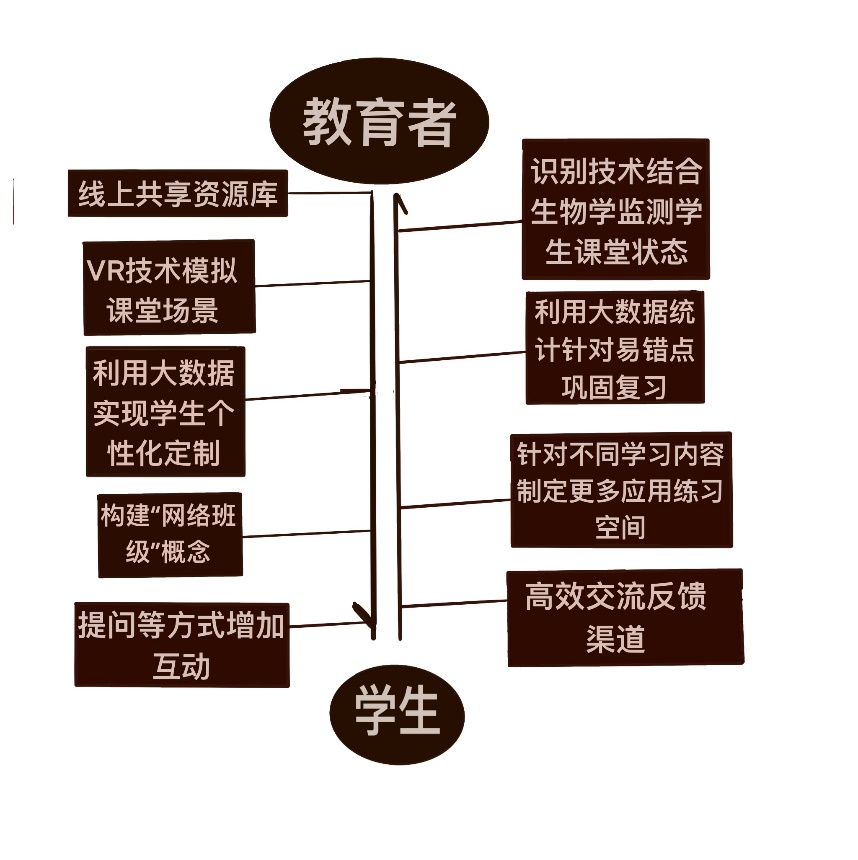 教育者
线上共享资源库
VR技术模拟
课堂场景
利用大数据
实现学生个
性化定制
构建“网络班
级”概念
提问等方式增加
互动
识别技术结合
生物学监测学
生课堂状态
利用大数据统
计针对易错点
巩固复习
针对不同学习内容
制定更多应用练习
空间
高效交流反馈
渠道
学生